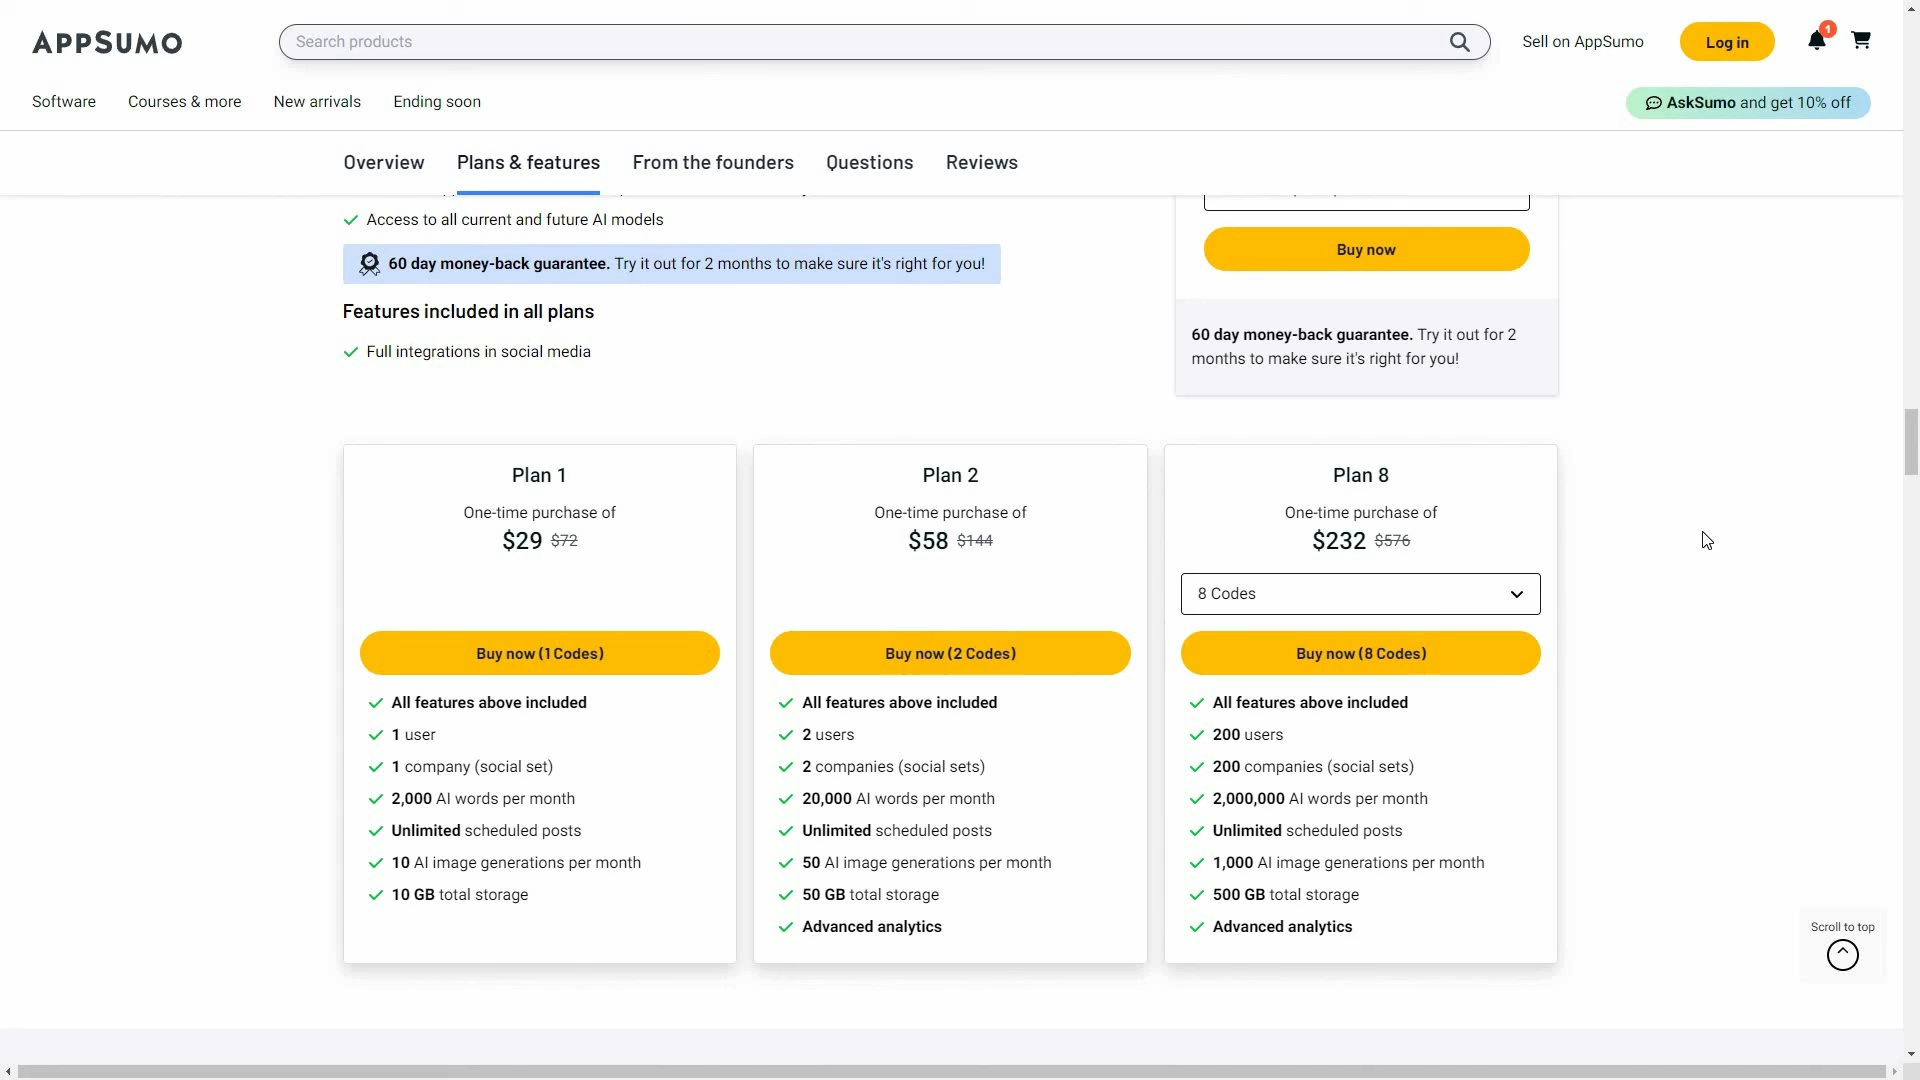 APPSUMO
Search products
Sell on AppSumo
Log in
1
Software
Courses & more
New arrivals
Ending soon
AskSumo and get 10% off
Overview
Plans & features
From the founders
Questions
Reviews
Access to all current and future AI models
60 day money-back guarantee. Try it out for 2 months to make sure it's right for you!
Features included in all plans
Full integrations in social media
Buy now
60 day money-back guarantee. Try it out for 2
months to make sure it's right for you!
Plan 1
One-time purchase of
$29 $72
Buy now (1 Codes)
All features above included
1 user
1 company (social set)
2,000 AI words per month
Unlimited scheduled posts
10 AI image generations per month
10 GB total storage
Plan 2
One-time purchase of
$58 $144
Buy now (2 Codes)
All features above included
2 users
2 companies (social sets)
20,000 AI words per month
Unlimited scheduled posts
50 AI image generations per month
50 GB total storage
Advanced analytics
Plan 8
One-time purchase of
$232 $576
8 Codes
Buy now (8 Codes)
All features above included
200 users
200 companies (social sets)
2,000,000 AI words per month
Unlimited scheduled posts
1,000 AI image generations per month
500 GB total storage
Advanced analytics
Scroll to top